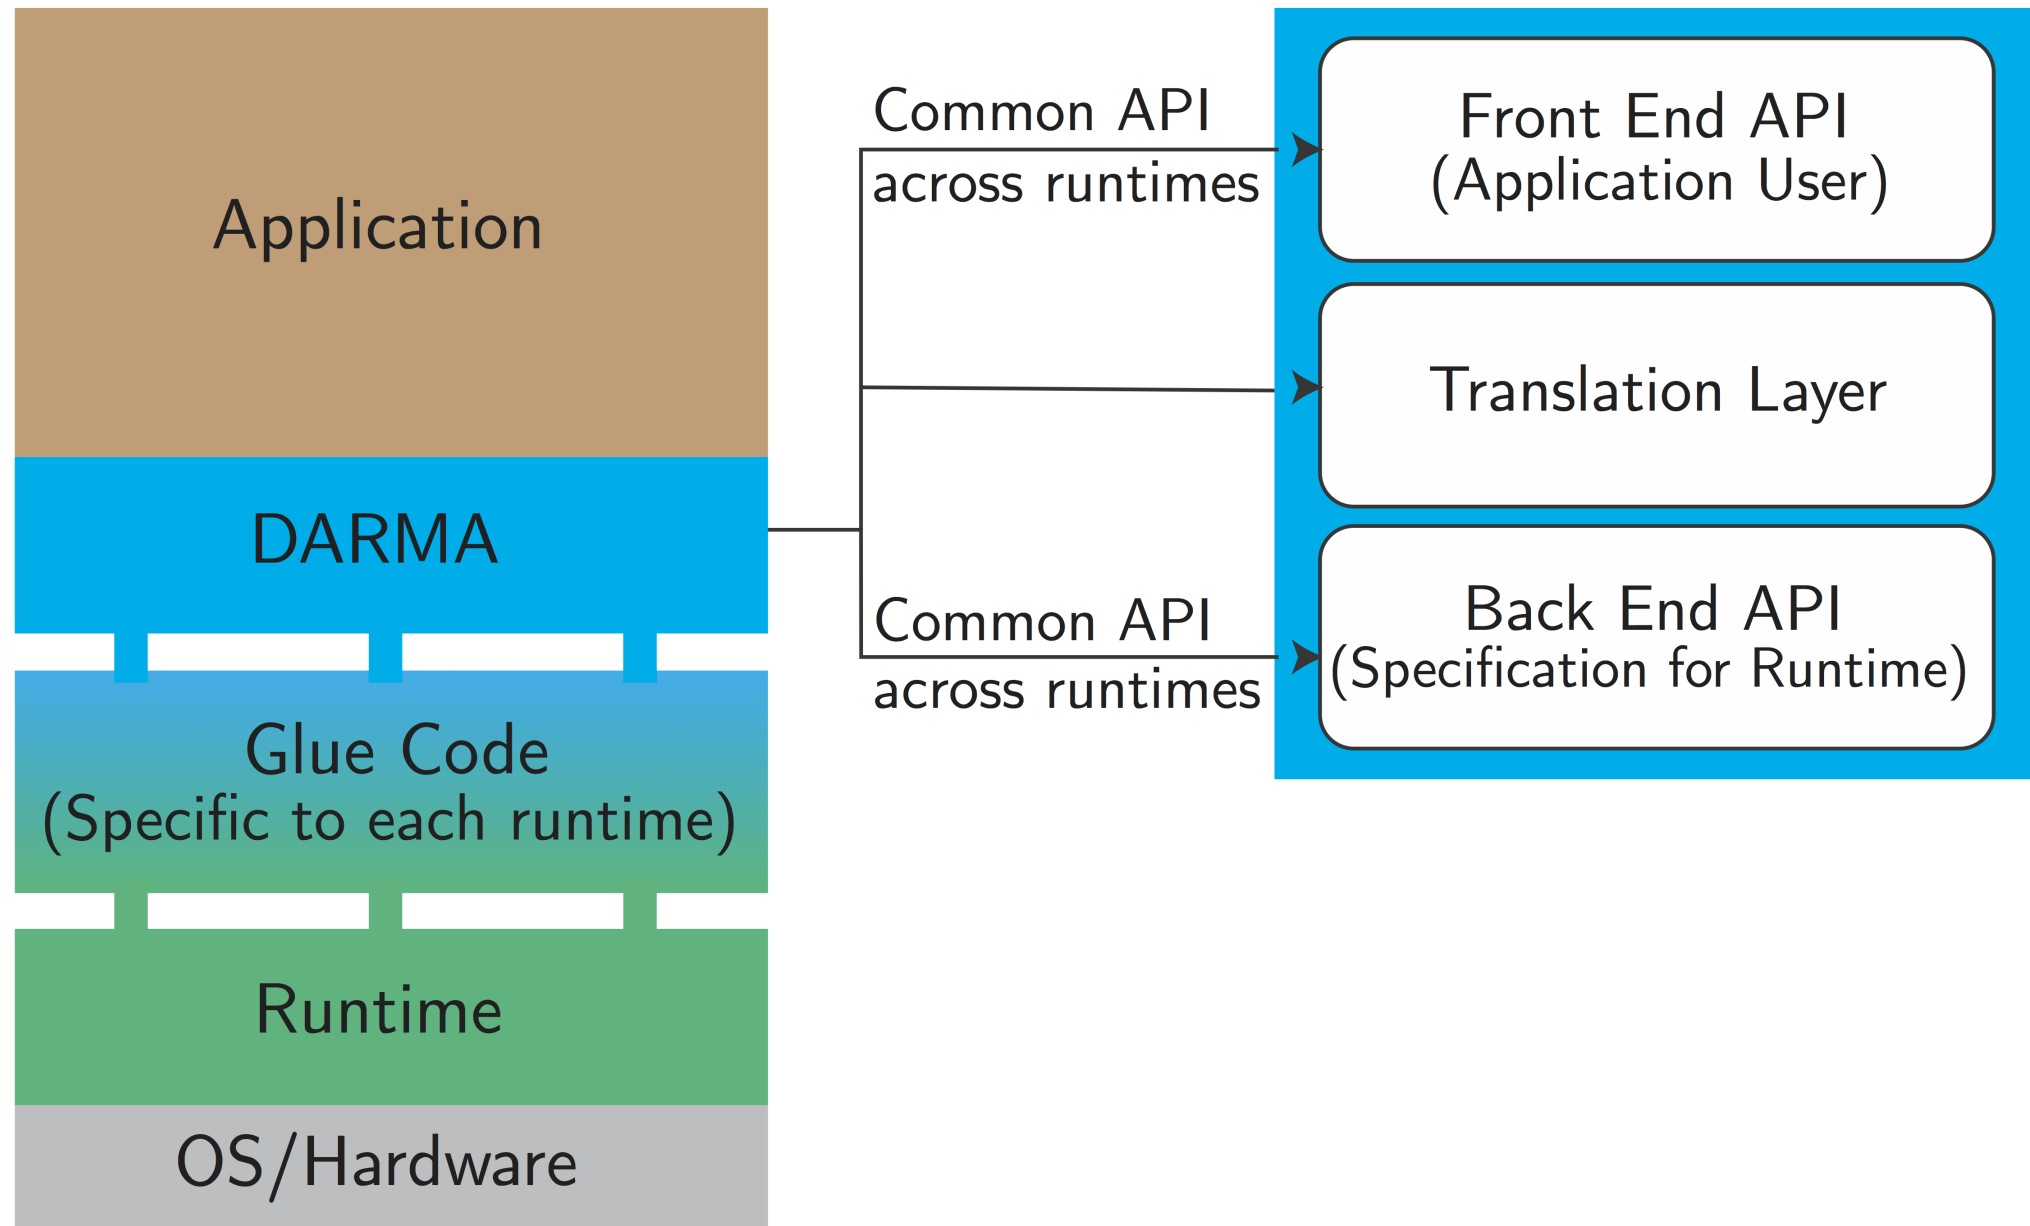 Application
DARMA
Glue Code
(Specific to each runtime)
Runtime
OS/Hardware
Common API
across runtimes
Common API
across runtimes
Front End API
(Application User)
Translation Layer
Back End API
(Specification for Runtime)